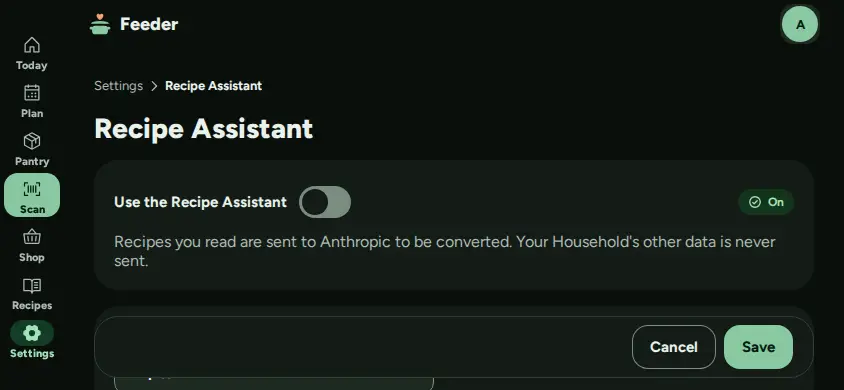 Feeder
A
Today
Plan
Pantry
Scan
Shop
Recipes
Settings
Settings > Recipe Assistant
Recipe Assistant
Use the Recipe Assistant
On
Recipes you read are sent to Anthropic to be converted. Your Household's other data is never
sent.
Cancel
Save